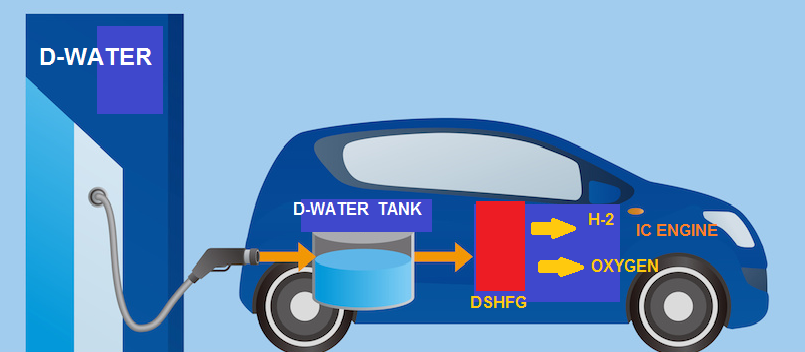 D-WATER
D-WATER TANK
H-2
IC ENGINE
OXYGEN
DSHFG